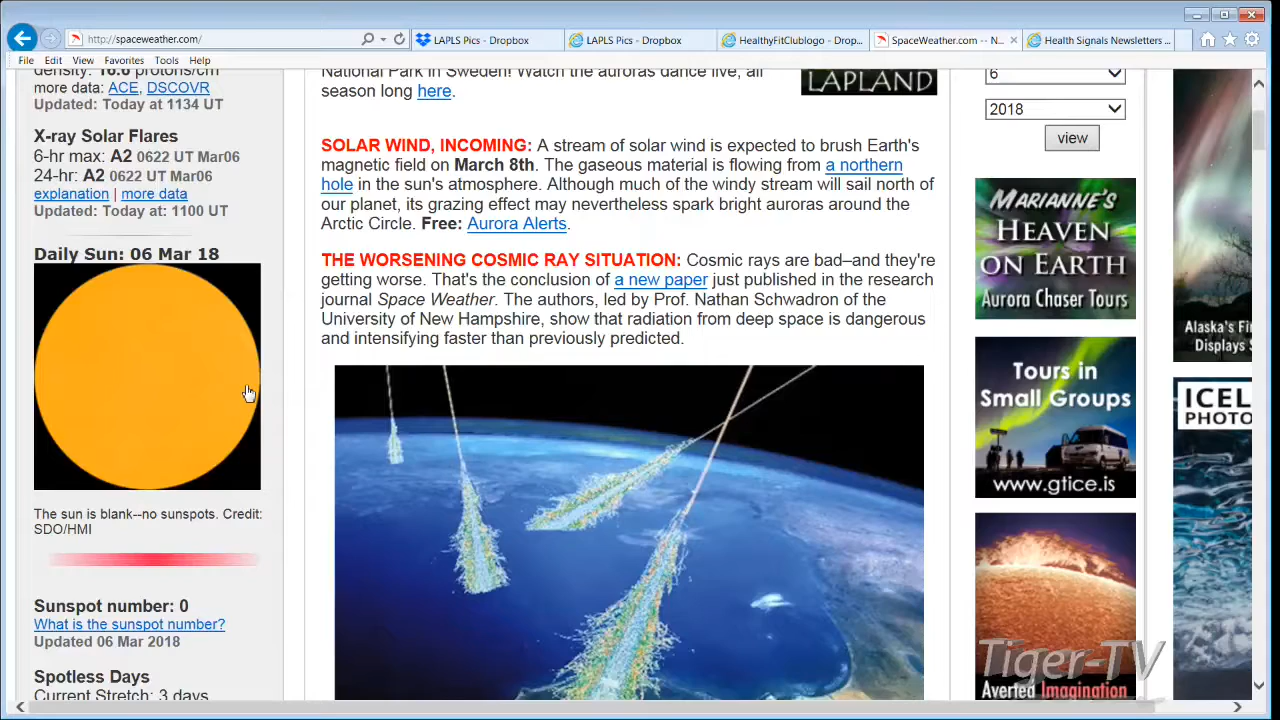 http://spaceweather.com/
LAPLS Pics - Dropbox
LAPLS Pics - Dropbox
HealthyFitClublogo - Drop...
SpaceWeather.com -- N...
Health Signals Newsletters ...
File Edit View Favorites Tools Help
density: 16.6 protons/cm
more data: ACE, DSCOVR
Updated: Today at 1134 UT
X-ray Solar Flares
6-hr max: A2 0622 UT Mar06
24-hr: A2 0622 UT Mar06
explanation | more data
Updated: Today at: 1100 UT
Daily Sun: 06 Mar 18
The sun is blank--no sunspots. Credit:
SDO/HMI
Sunspot number: 0
What is the sunspot number?
Updated 06 Mar 2018
Spotless Days
Current Stretch: 3 days
National Park in Sweden! Watch the auroras dance live, all
season long here.
LAPLAND
SOLAR WIND, INCOMING: A stream of solar wind is expected to brush Earth's
magnetic field on March 8th. The gaseous material is flowing from a northern
hole in the sun's atmosphere. Although much of the windy stream will sail north of
our planet, its grazing effect may nevertheless spark bright auroras around the
Arctic Circle. Free: Aurora Alerts.
THE WORSENING COSMIC RAY SITUATION: Cosmic rays are bad–and they're
getting worse. That's the conclusion of a new paper just published in the research
journal Space Weather. The authors, led by Prof. Nathan Schwadron of the
University of New Hampshire, show that radiation from deep space is dangerous
and intensifying faster than previously predicted.
6
2018
view
MARIANNE'S
HEAVEN
ON EARTH
Aurora Chaser Tours
Tours in
Small Groups
www.gtice.is
Averted Imagination
Alaska's Fi
Displays S
ICEL
PHOTO
Tiger-TV